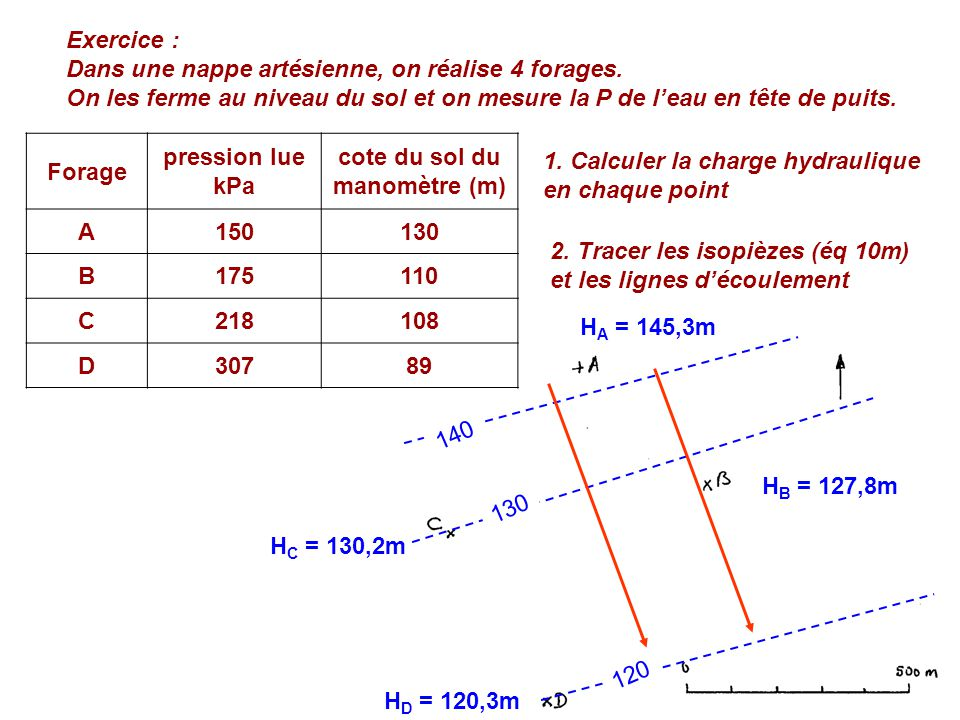 Exercice :
Dans une nappe artésienne, on réalise 4 forages.
On les ferme au niveau du sol et on mesure la P de l’eau en tête de puits.
Forage pression lue kPa cote du sol du manomètre (m)
A 150 130
B 175 110
C 218 108
D 307 89
1. Calculer la charge hydraulique
en chaque point
2. Tracer les isopièzes (éq 10m)
et les lignes d’écoulement
HA = 145,3m
+A
140
xB
HB = 127,8m
130
Cx
HC = 130,2m
120
0 500 m
xD
HD = 120,3m